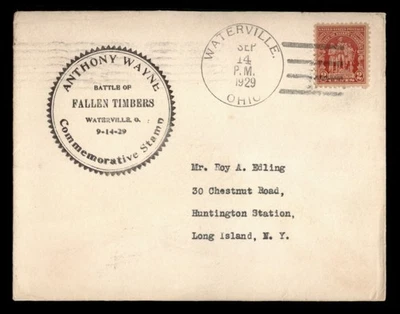 ANTHONY WAYNE
BATTLE OF
FALLEN TIMBERS
WATERVILLE, O.
9-14-29
Commemorative Stamp
WATERVILLE.
SEP
14
P.M.
1929
OHIO
Mr. Roy A. Edling
30 Chestnut Road,
Huntington Station,
Long Island, N. Y.